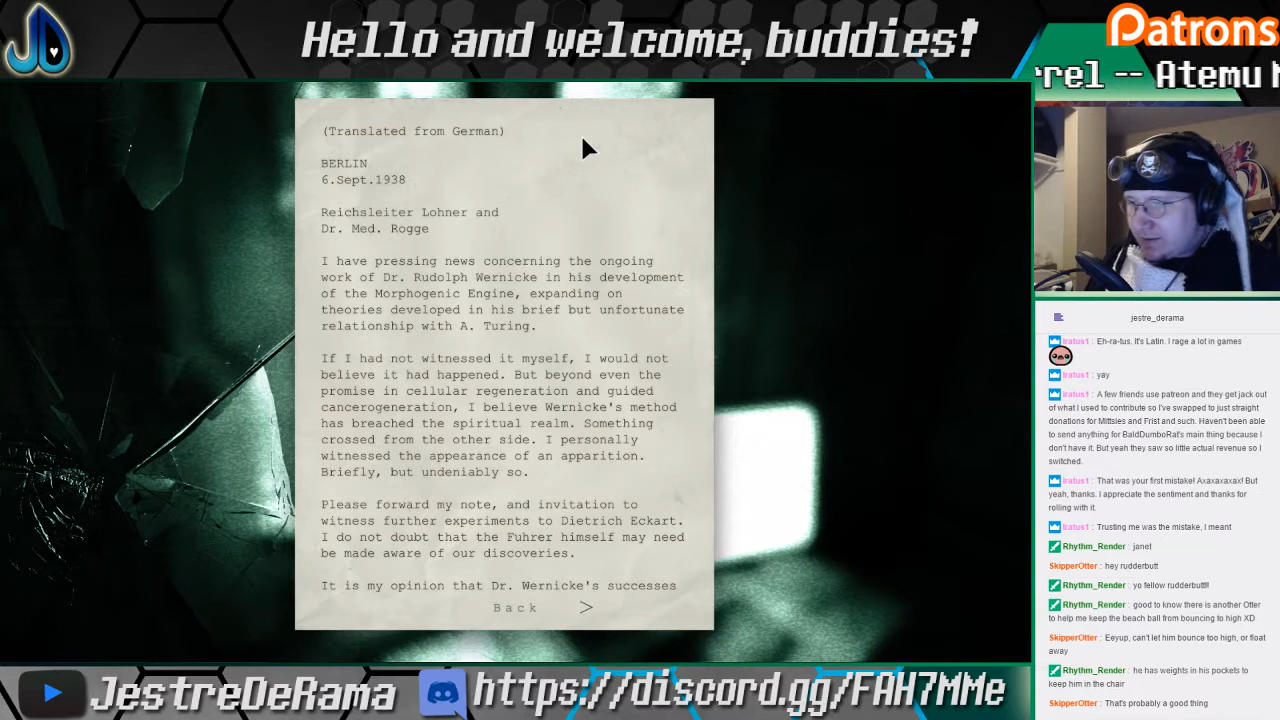 Hello and welcome, buddies!
Patrons
rrel -- Atemu
(Translated from German)
BERLIN
6.Sept.1938
Reichsleiter Lohner and
Dr. Med. Rogge
I have pressing news concerning the ongoing
work of Dr. Rudolph Wernicke in his development
of the Morphogenic Engine, expanding on
theories developed in his brief but unfortunate
relationship with A. Turing.
If I had not witnessed it myself, I would not
believe it had happened. But beyond even the
promise in cellular regeneration and guided
cancerogeneration, I believe Wernicke's method
has breached the spiritual realm. Something
crossed from the other side. I personally
witnessed the appearance of an apparition.
Briefly, but undeniably so.
Please forward my note, and invitation to
witness further experiments to Dietrich Eckart.
I do not doubt that the Fuhrer himself may need
be made aware of our discoveries.
It is my opinion that Dr. Wernicke's successes
Back >
jestre_derama
Iratus1 : Eh-ra-tus. It's Latin. I rage a lot in games
Iratus1 : yay
Iratus1 : A few friends use patreon and they get jack out
of what I used to contribute so I've swapped to just straight
donations for Mittsies and Frist and such. Haven't been able
to send anything for BaldDumboRat's main thing because I
don't have it. But yeah they saw so little actual revenue so I
switched.
Iratus1 : That was your first mistake! Axaxaxaxax! But
yeah, thanks. I appreciate the sentiment and thanks for
rolling with it.
Iratus1 : Trusting me was the mistake, I meant
Rhythm_Render : janet
SkipperOtter : hey rudderbutt
Rhythm_Render : yo fellow rudderbutt!!
Rhythm_Render : good to know there is another Otter
to help me keep the beach ball from bouncing to high XD
SkipperOtter : Eeyup, can't let him bounce too high, or float
away
Rhythm_Render : he has weights in his pockets to
keep him in the chair
SkipperOtter : That's probably a good thing
JestreDeRama
https://discord.gg/FAH7MMe